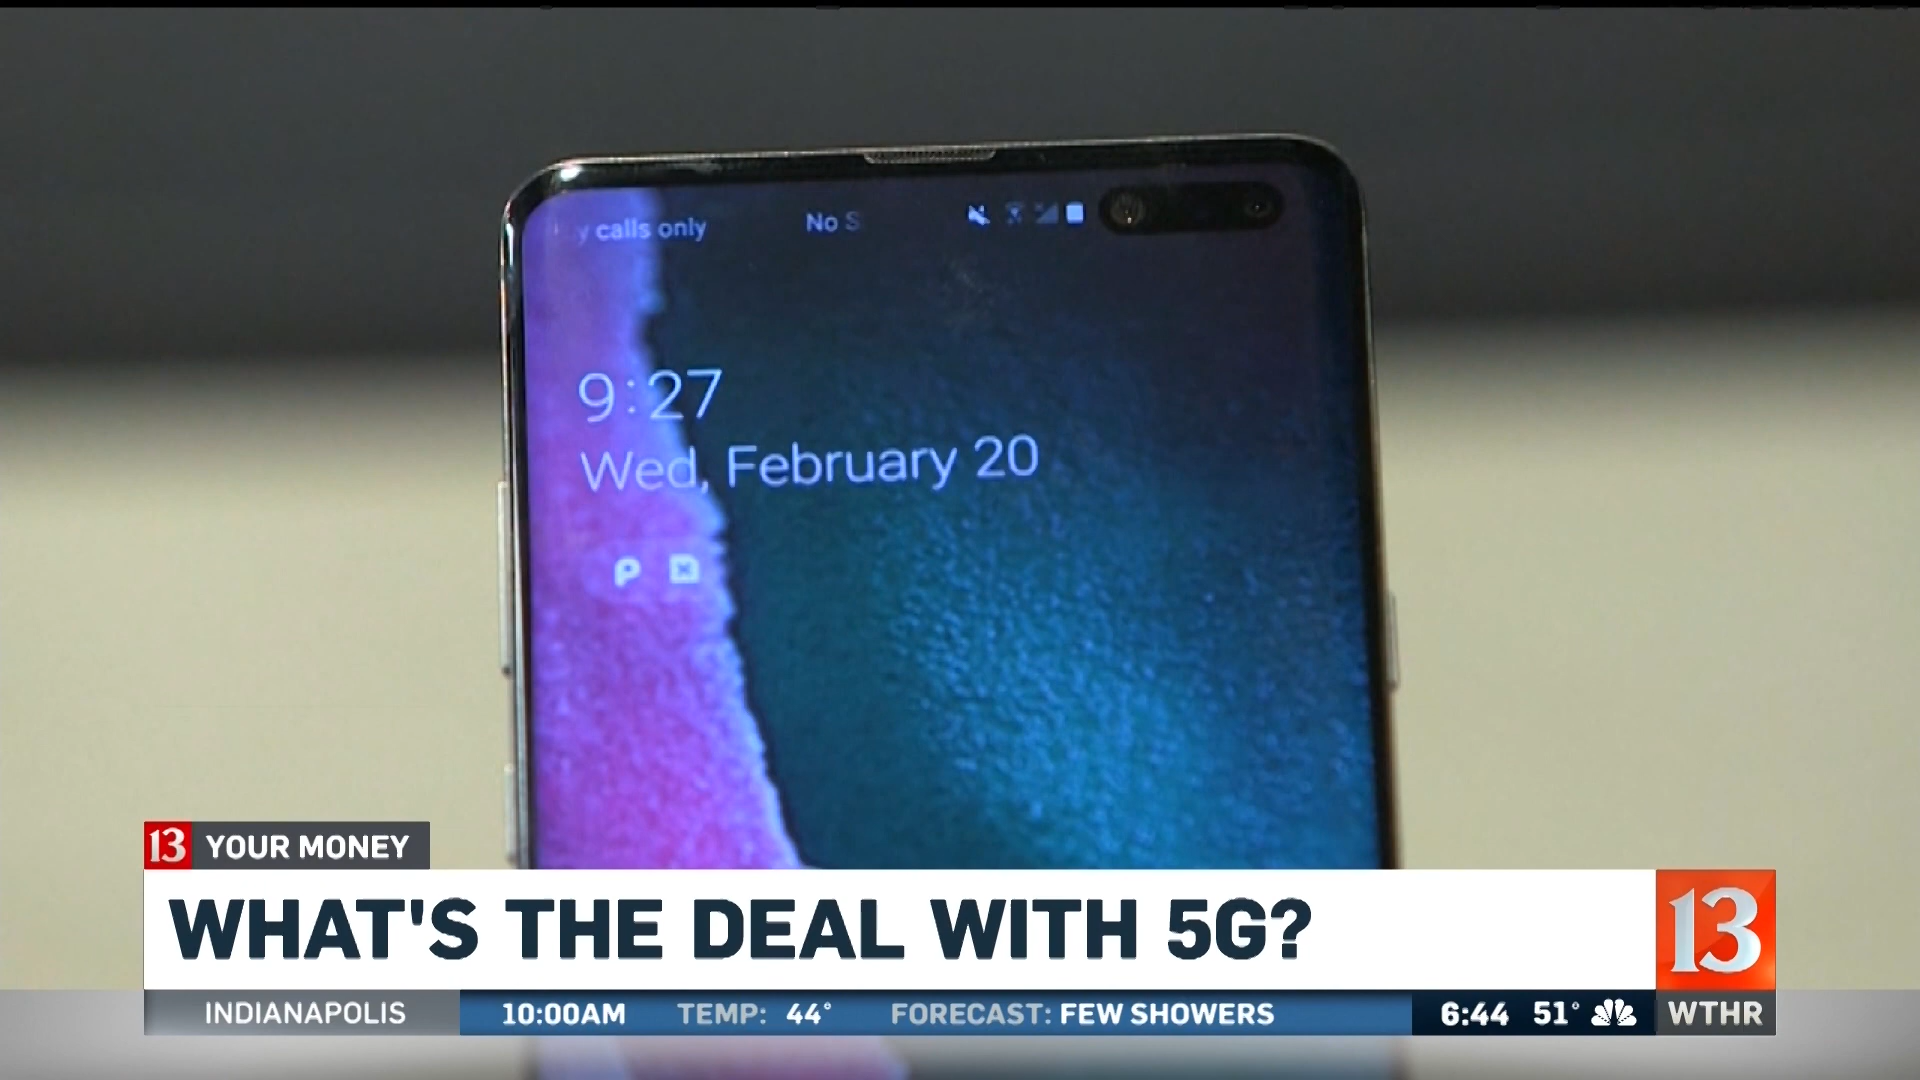 calls only No S
9:27
Wed, February 20
P
13 YOUR MONEY
WHAT'S THE DEAL WITH 5G?
13
INDIANAPOLIS 10:00AM TEMP: 44° FORECAST: FEW SHOWERS 6:44 51° WTHR